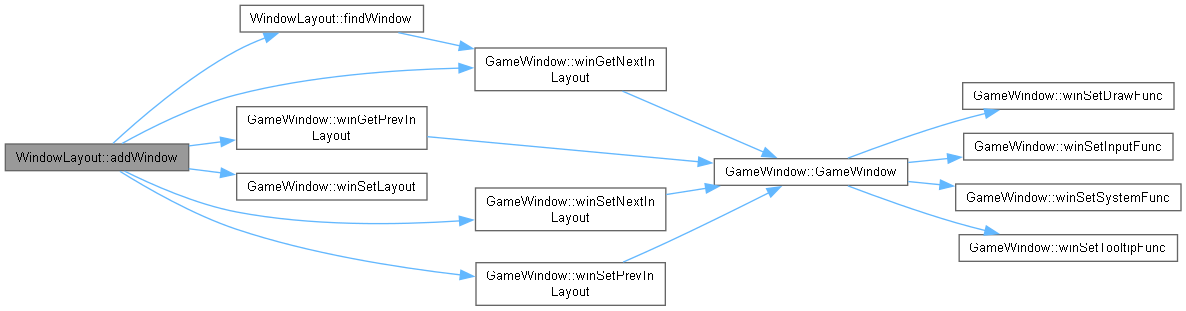 WindowLayout::addWindow
WindowLayout::findWindow
GameWindow::winGetPrevIn
Layout
GameWindow::winSetLayout
GameWindow::winGetNextIn
Layout
GameWindow::winSetNextIn
Layout
GameWindow::winSetPrevIn
Layout
GameWindow::GameWindow
GameWindow::winSetDrawFunc
GameWindow::winSetInputFunc
GameWindow::winSetSystemFunc
GameWindow::winSetTooltipFunc